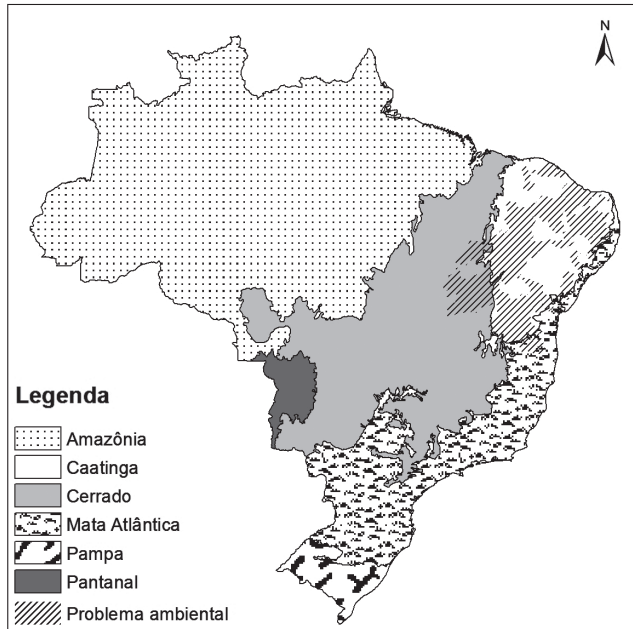 N
Legenda
Amazônia
Caatinga
Cerrado
Mata Atlântica
Pampa
Pantanal
Problema ambiental